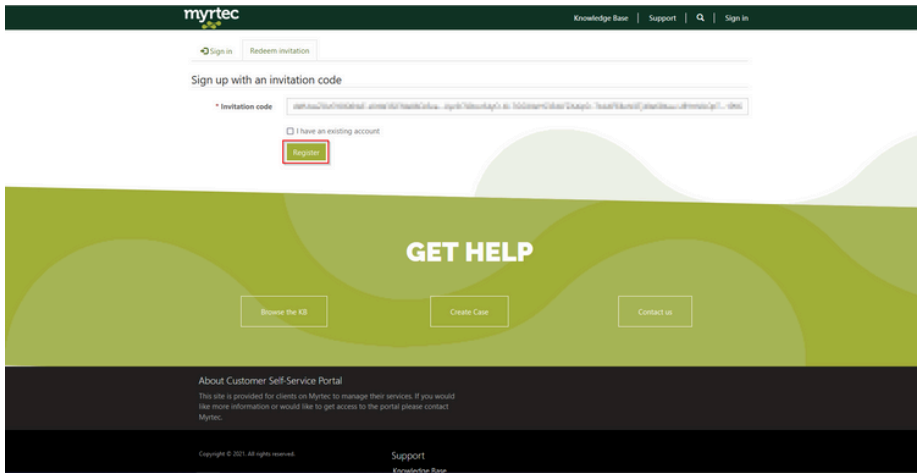 myrtec
Knowledge Base | Support | | Sign in
Sign in Redeem invitation
Sign up with an invitation code
* Invitation code
I have an existing account
Register
GET HELP
Browse the KB Create Case Contact us
About Customer Self-Service Portal
This site is provided for clients on Myrtec to manage their services. If you would
like more information or would like to get access to the portal please contact
Myrtec.
Copyright © 2021. All rights reserved.
Support
Knowledge Base